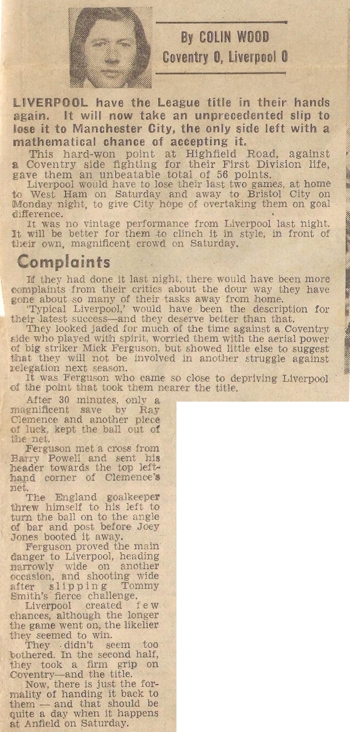 By COLIN WOOD
Coventry 0, Liverpool 0
LIVERPOOL have the League title in their hands
again. It will now take an unprecedented slip to
lose it to Manchester City, the only side left with a
mathematical chance of accepting it.
This hard-won point at Highfield Road, against
a Coventry side fighting for their First Division life,
gave them an unbeatable total of 56 points.
Liverpool would have to lose their last two games, at home
to West Ham on Saturday and away to Bristol City on
Monday night, to give City hope of overtaking them on goal
difference.
It was no vintage performance from Liverpool last night.
It will be better for them to clinch it in style, in front of
their own, magnificent crowd on Saturday.
Complaints
If they had done it last night, there would have been more
complaints from their critics about the dour way they have
gone about so many of their tasks away from home.
'Typical Liverpool,' would have been the description for
their latest success—and they deserve better than that.
They looked jaded for much of the time against a Coventry
side who played with spirit, worried them with the aerial power
of big striker Mick Ferguson, but showed little else to suggest
that they will not be involved in another struggle against
relegation next season.
It was Ferguson who came so close to depriving Liverpool
of the point that took them nearer the title.
After 30 minutes, only a
magnificent save by Ray
Clemence and another piece
of luck, kept the ball out of
the net.
Ferguson met a cross from
Barry Powell and sent his
header towards the top left-
hand corner of Clemence's
net.
The England goalkeeper
threw himself to his left to
turn the ball on to the angle
of bar and post before Joey
Jones booted it away.
Ferguson proved the main
danger to Liverpool, heading
narrowly wide on another
occasion, and shooting wide
after slipping Tommy
Smith's fierce challenge.
Liverpool created few
chances, although the longer
the game went on, the likelier
they seemed to win.
They didn't seem too
bothered. In the second half,
they took a firm grip on
Coventry—and the title.
Now, there is just the for-
mality of handing it back to
them — and that should be
quite a day when it happens
at Anfield on Saturday.